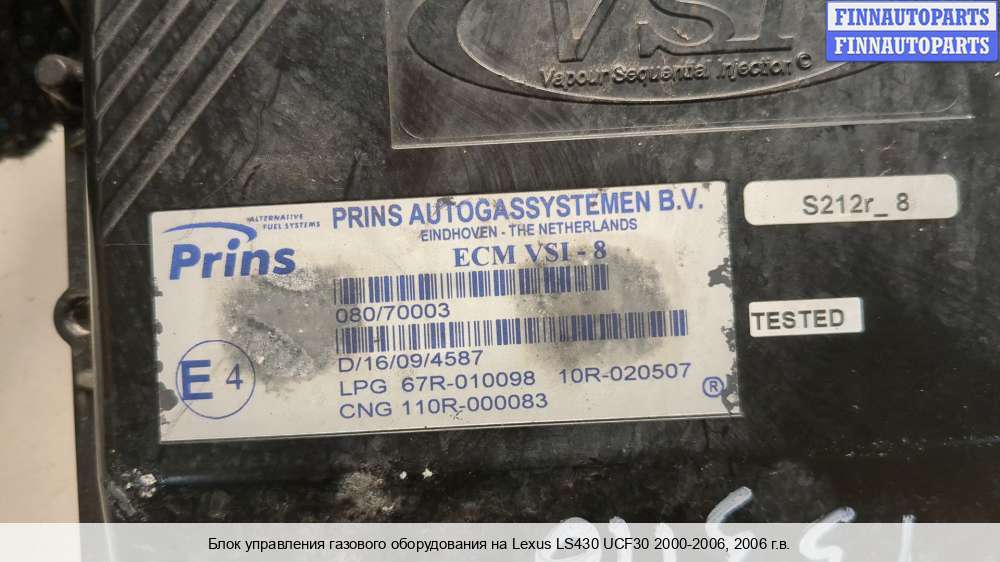 FINNAUTOPARTS
FINNAUTOPARTS
VSI
Vapour Sequential Injection ©
ALTERNATIVE
FUEL SYSTEMS
Prins
PRINS AUTOGASSYSTEMEN B.V.
EINDHOVEN - THE NETHERLANDS
ECM VSI - 8
080/70003
D/16/09/4587
LPG 67R-010098 10R-020507
CNG 110R-000083
®
E 4
S212r_ 8
TESTED
Блок управления газового оборудования на Lexus LS430 UCF30 2000-2006, 2006 г.в.